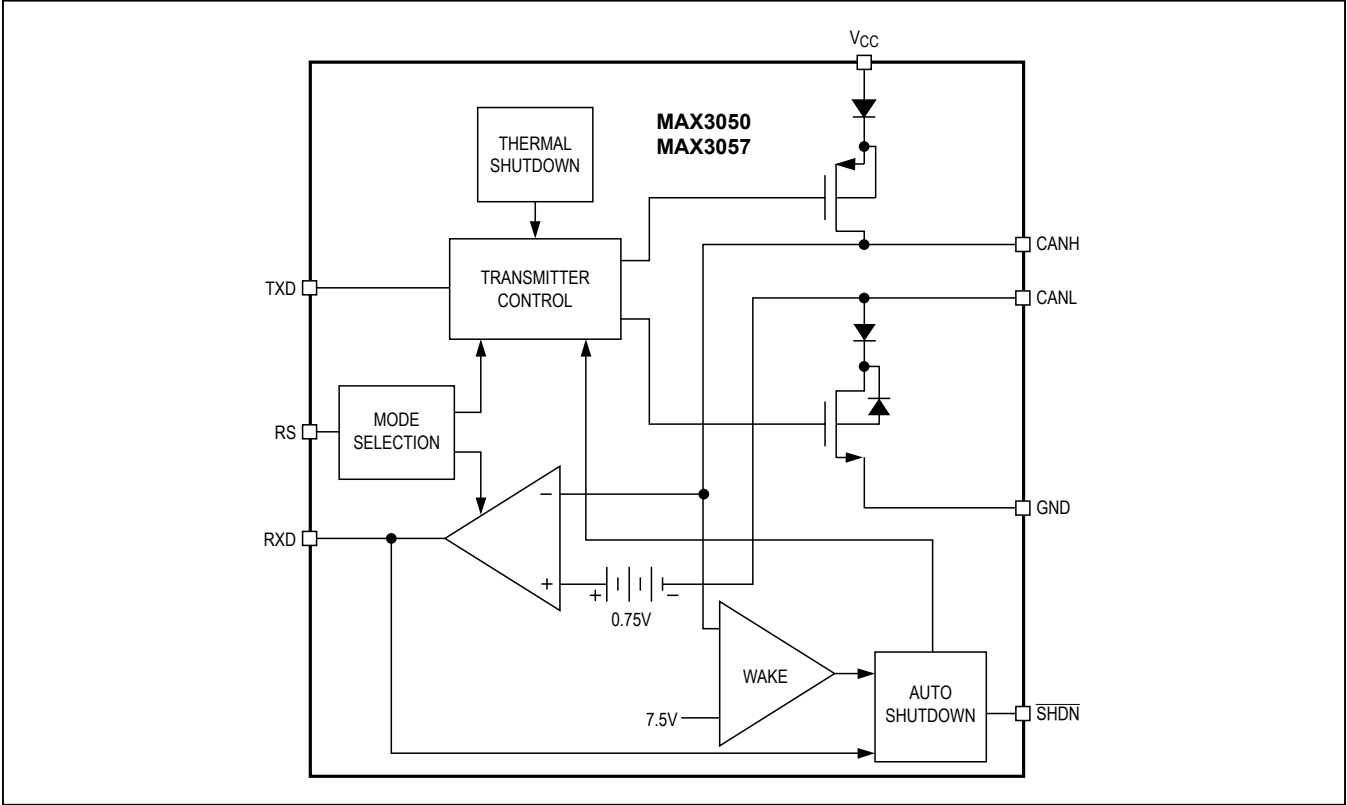 VCC
MAX3050
MAX3057
THERMAL
SHUTDOWN
CANH
TRANSMITTER
CONTROL
TXD
CANL
MODE
SELECTION
RS
−
GND
RXD
+
+ −
0.75V
WAKE
AUTO
SHUTDOWN
SHDN
7.5V